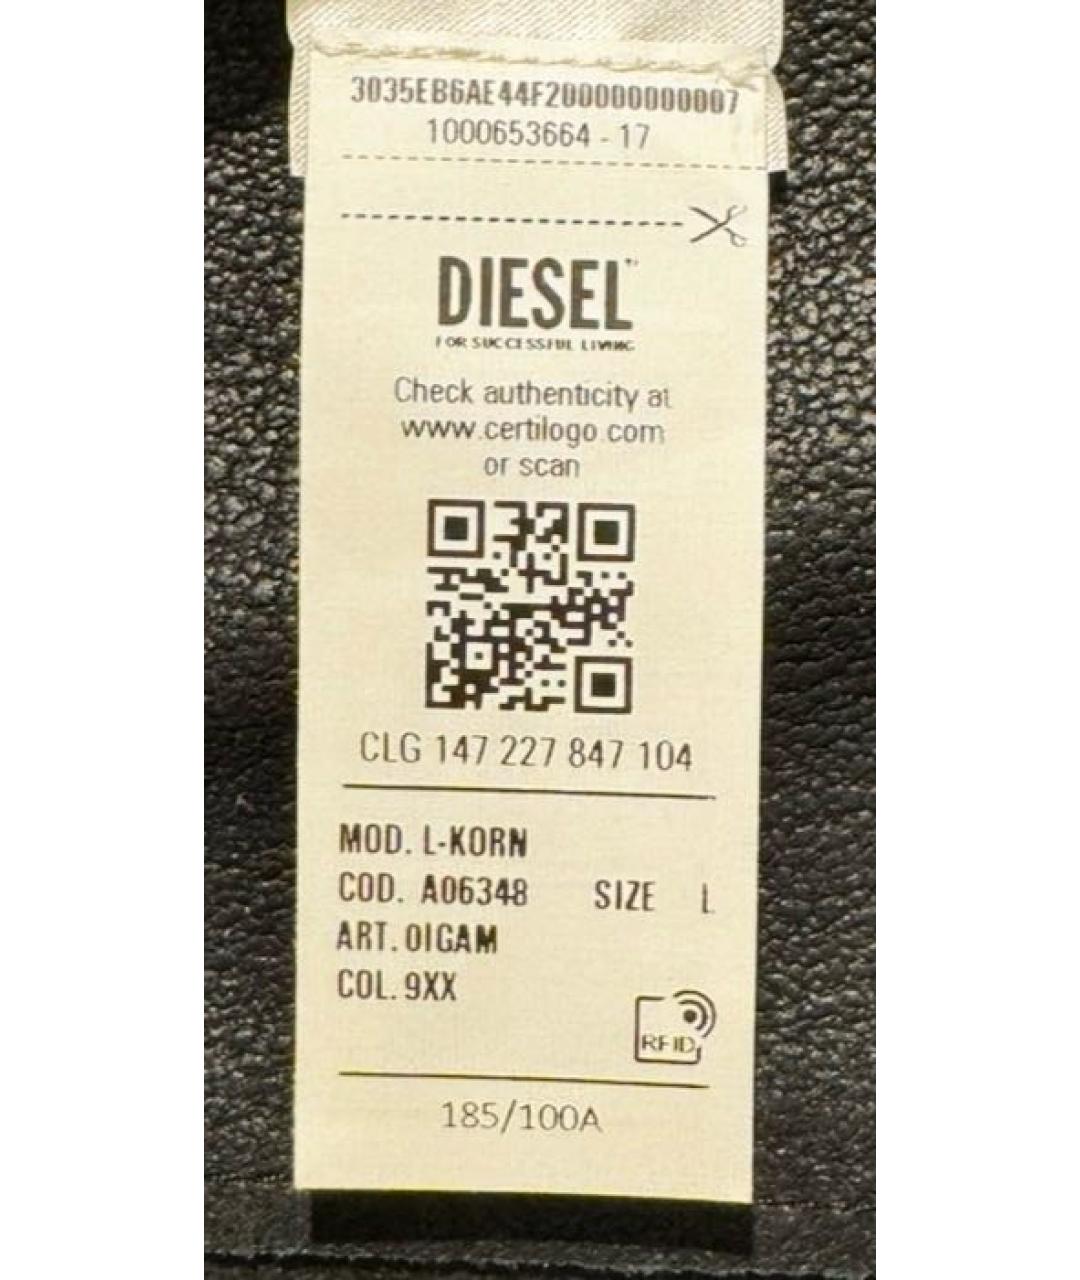 3035EB6AE44F200000000007
1000653664 - 17
DIESEL
FOR SUCCESSFUL LIVING
Check authenticity at
www.certilogo.com
or scan
CLG 147 227 847 104
MOD. L-KORN
COD. A06348 SIZE L
ART. 0IGAM
COL. 9XX
RFID
185/100A